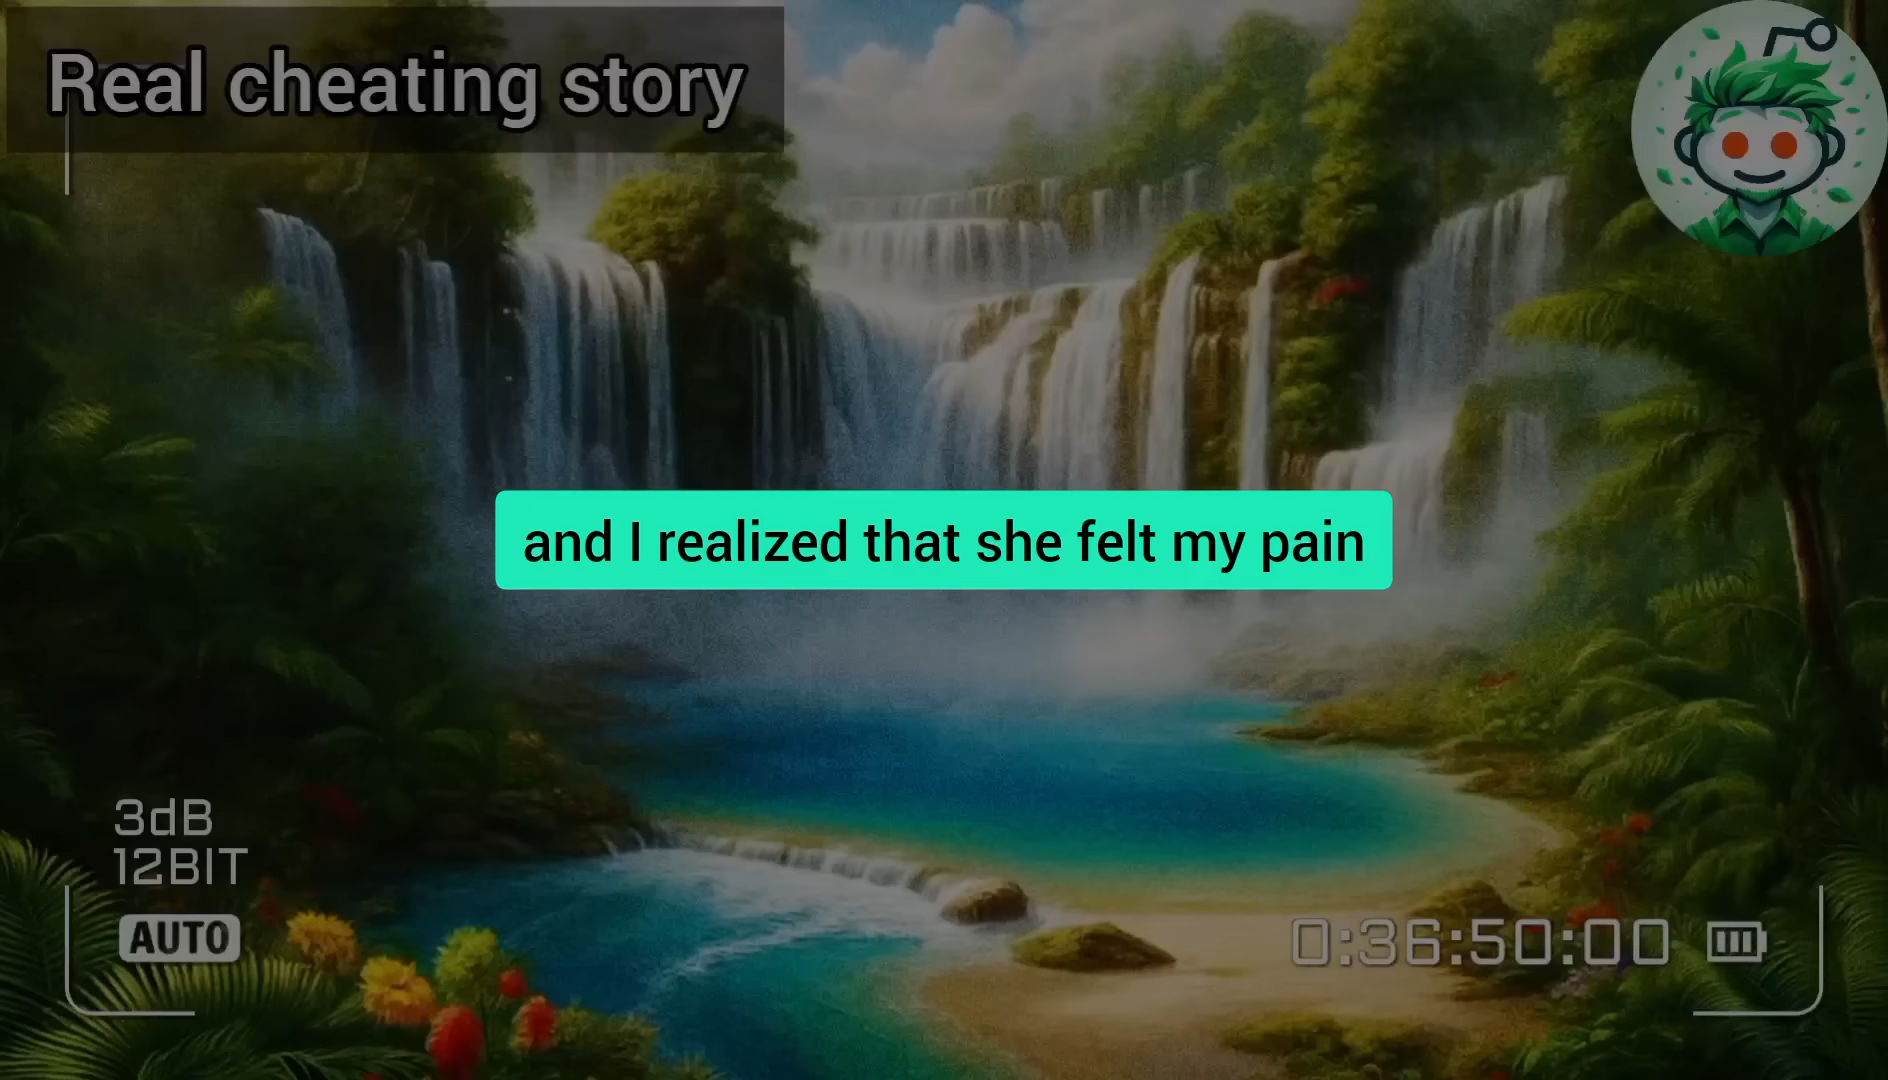 Real cheating story
and I realized that she felt my pain
3dB
12BIT
AUTO
0:36:50:00